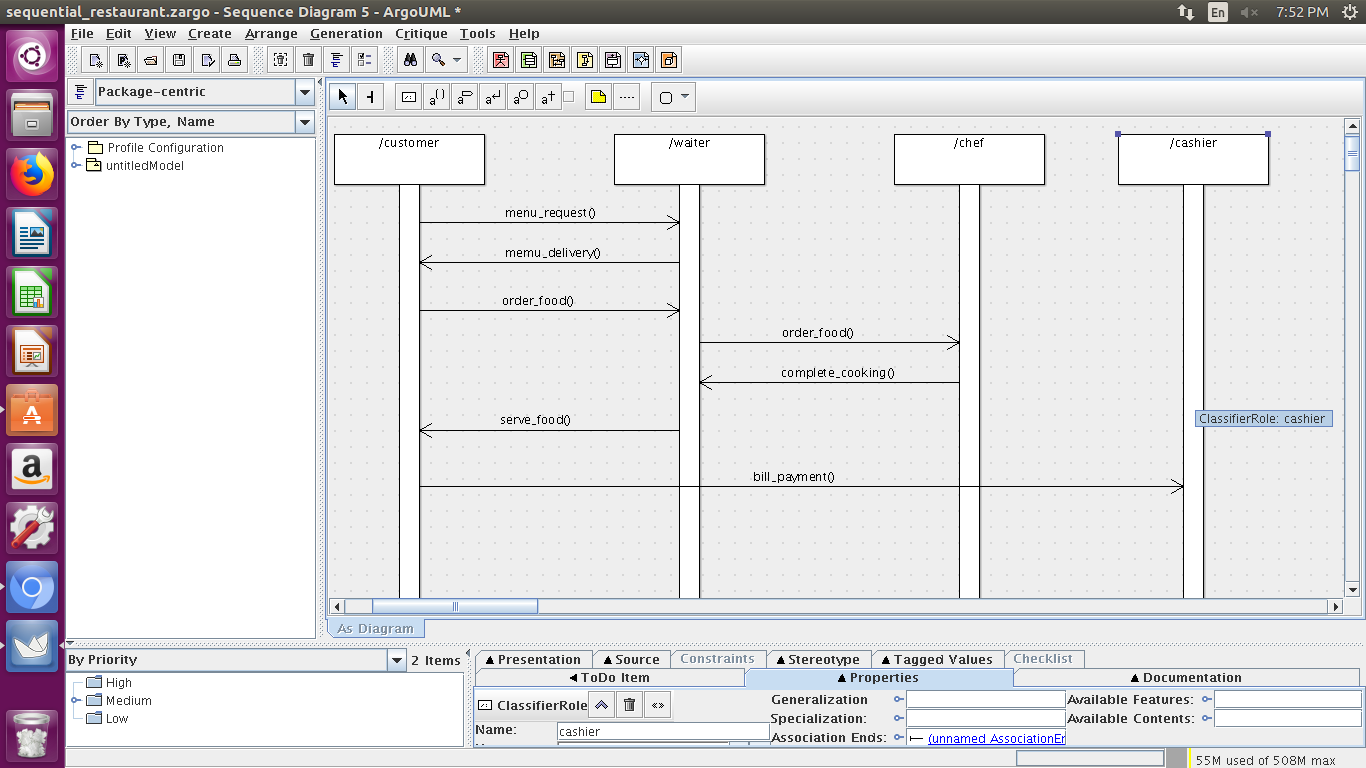 sequential_restaurant.zargo - Sequence Diagram 5 - ArgoUML *
En
7:52 PM
File Edit View Create Arrange Generation Critique Tools Help
Package-centric
Order By Type, Name
Profile Configuration
untitledModel
/customer
/waiter
/chef
/cashier
menu_request()
memu_delivery()
order_food()
order_food()
complete_cooking()
serve_food()
ClassifierRole: cashier
bill_payment()
As Diagram
By Priority
2 Items
High
Medium
Low
Presentation
Source
Constraints
Stereotype
Tagged Values
Checklist
ToDo Item
Properties
Documentation
ClassifierRole
Name:
cashier
Generalization
Specialization:
Association Ends:
(unnamed AssociationEr
Available Features:
Available Contents:
55M used of 508M max